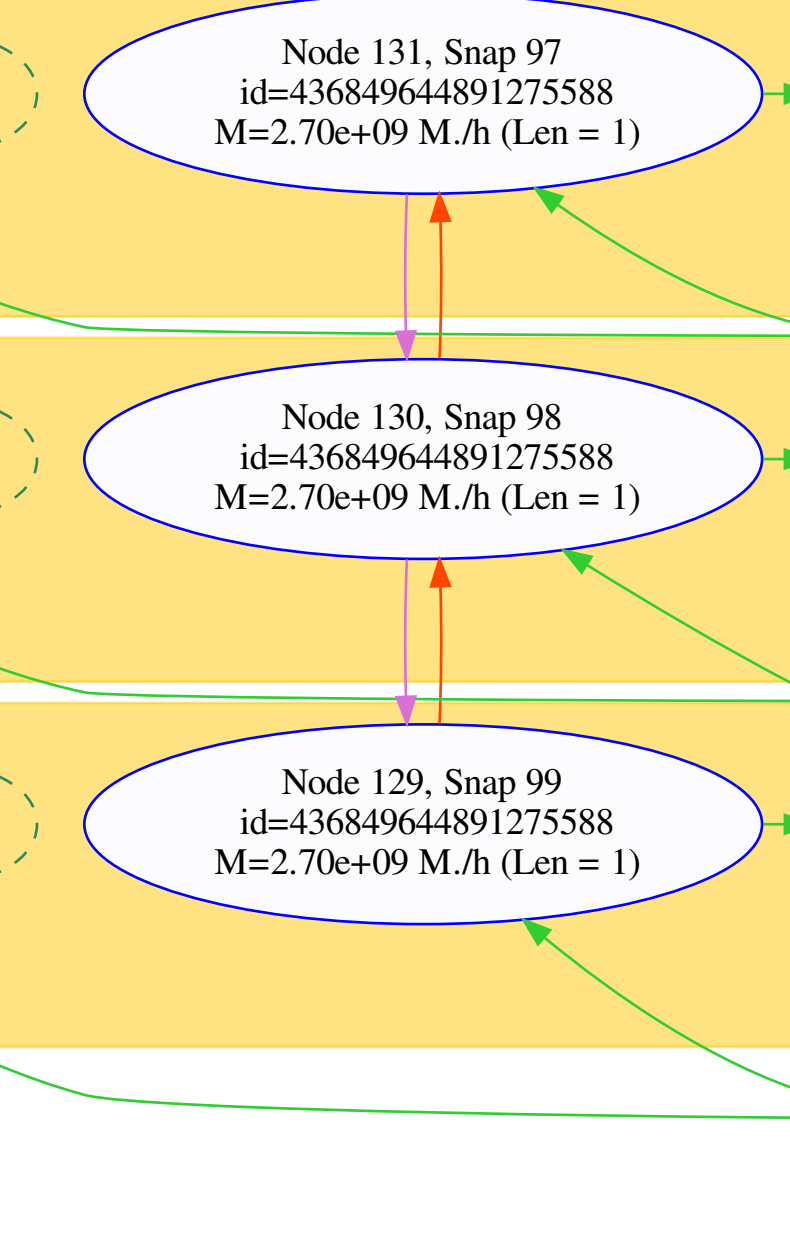 Node 131, Snap 97
id=436849644891275588
M=2.70e+09 M./h (Len = 1)
Node 130, Snap 98
id=436849644891275588
M=2.70e+09 M./h (Len = 1)
Node 129, Snap 99
id=436849644891275588
M=2.70e+09 M./h (Len = 1)